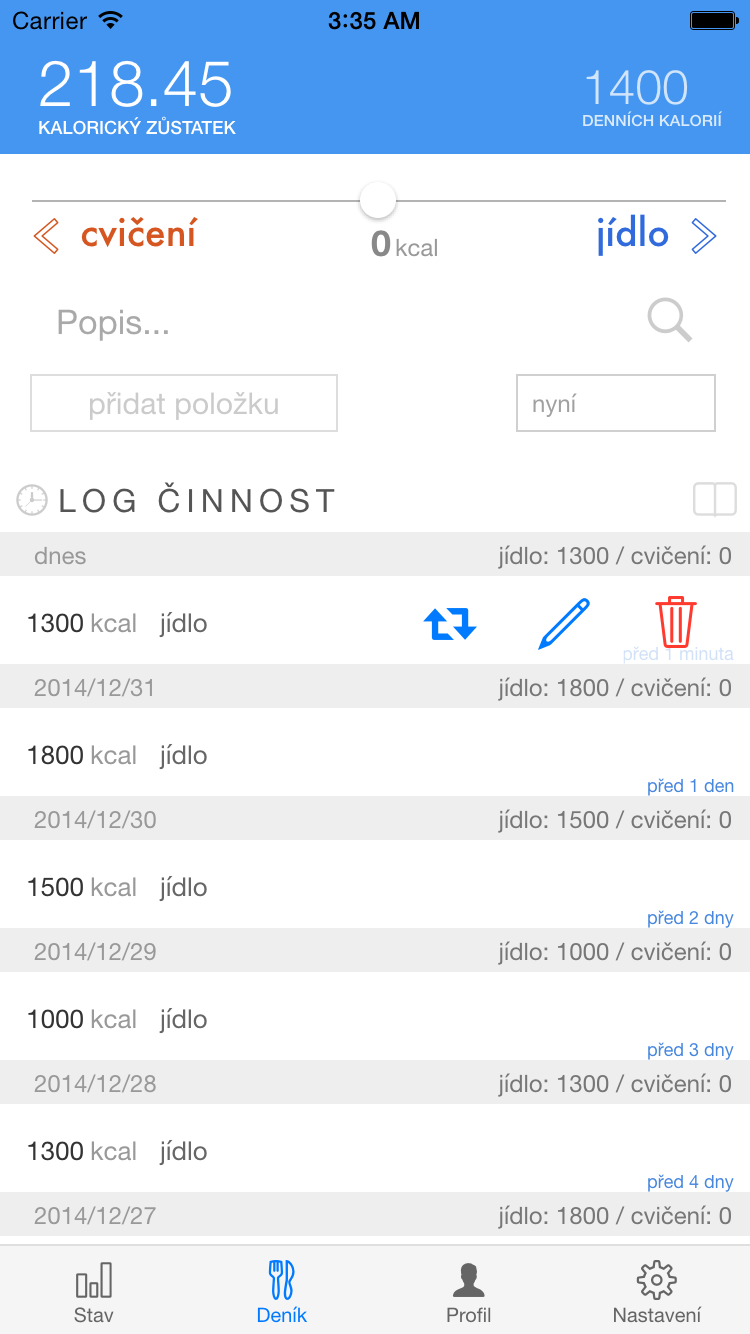 Carrier 3:35 AM
218.45 1400
KALORICKÝ ZŮSTATEK DENNÍCH KALORIÍ
cvičení 0 kcal jídlo
Popis...
přidat položku nyní
LOG ČINNOST
dnes jídlo: 1300 / cvičení: 0
1300 kcal jídlo
před 1 minuta
2014/12/31 jídlo: 1800 / cvičení: 0
1800 kcal jídlo
před 1 den
2014/12/30 jídlo: 1500 / cvičení: 0
1500 kcal jídlo
před 2 dny
2014/12/29 jídlo: 1000 / cvičení: 0
1000 kcal jídlo
před 3 dny
2014/12/28 jídlo: 1300 / cvičení: 0
1300 kcal jídlo
před 4 dny
2014/12/27 jídlo: 1800 / cvičení: 0
Stav Deník Profil Nastavení